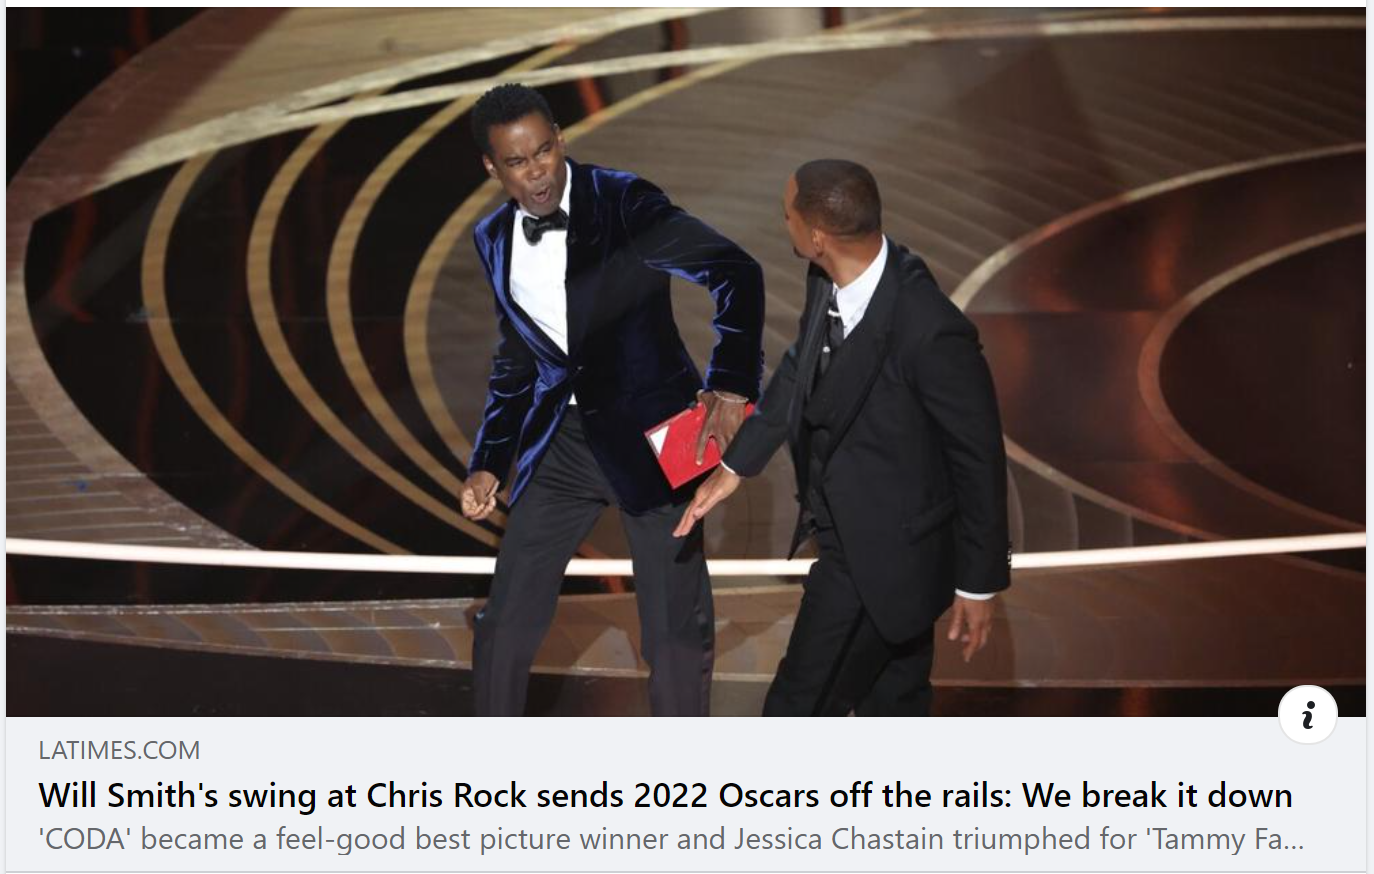 LATIMES.COM
Will Smith's swing at Chris Rock sends 2022 Oscars off the rails: We break it down
'CODA' became a feel-good best picture winner and Jessica Chastain triumphed for 'Tammy Fa...